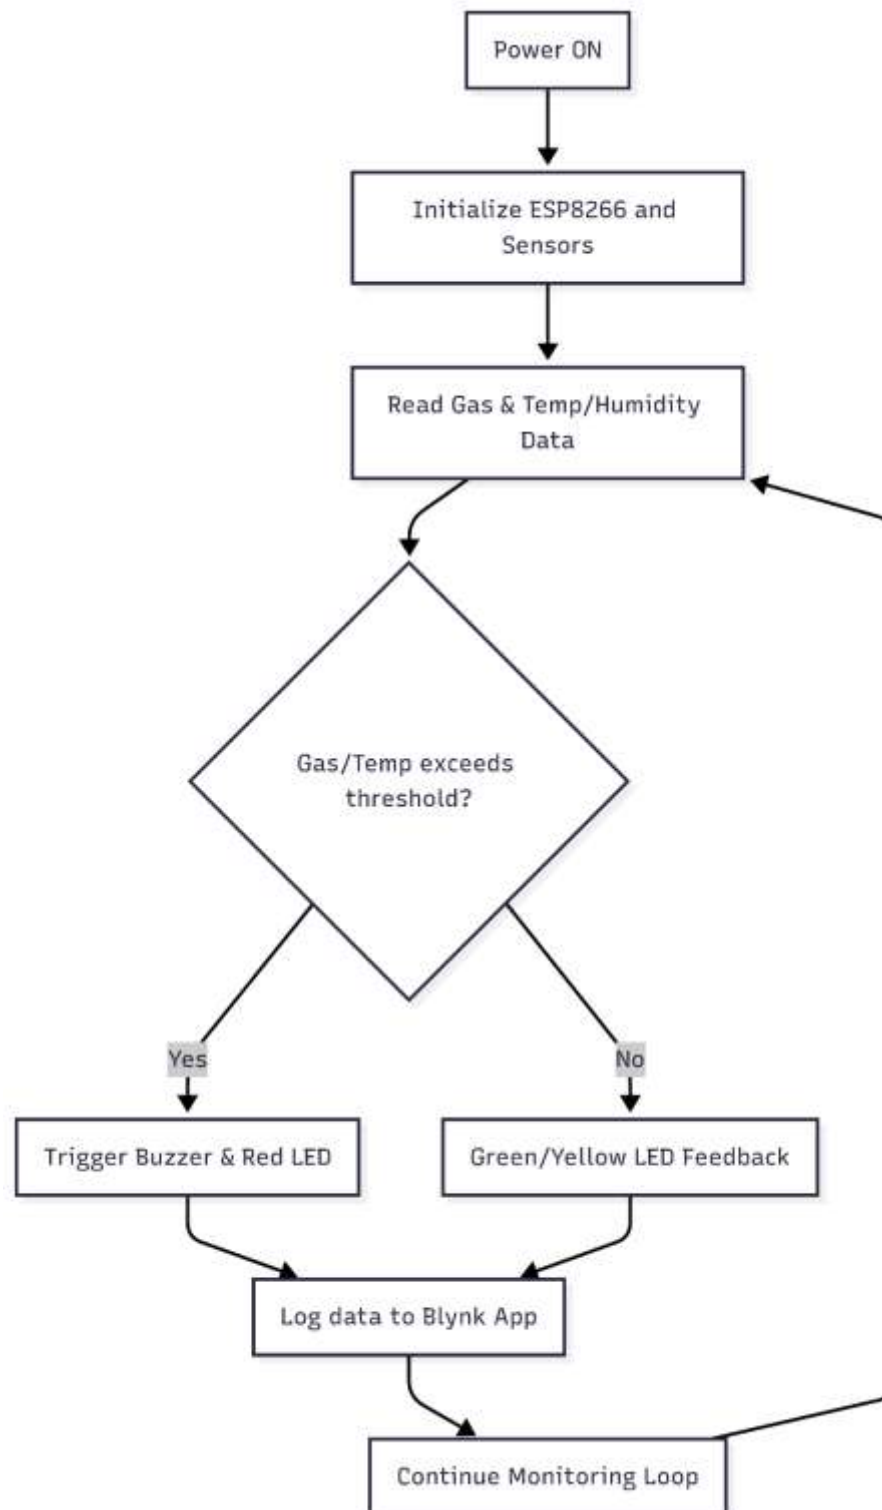 Power ON
Initialize ESP8266 and
Sensors
Read Gas & Temp/Humidity
Data
Gas/Temp exceeds
threshold?
Yes
No
Trigger Buzzer & Red LED
Green/Yellow LED Feedback
Log data to Blynk App
Continue Monitoring Loop